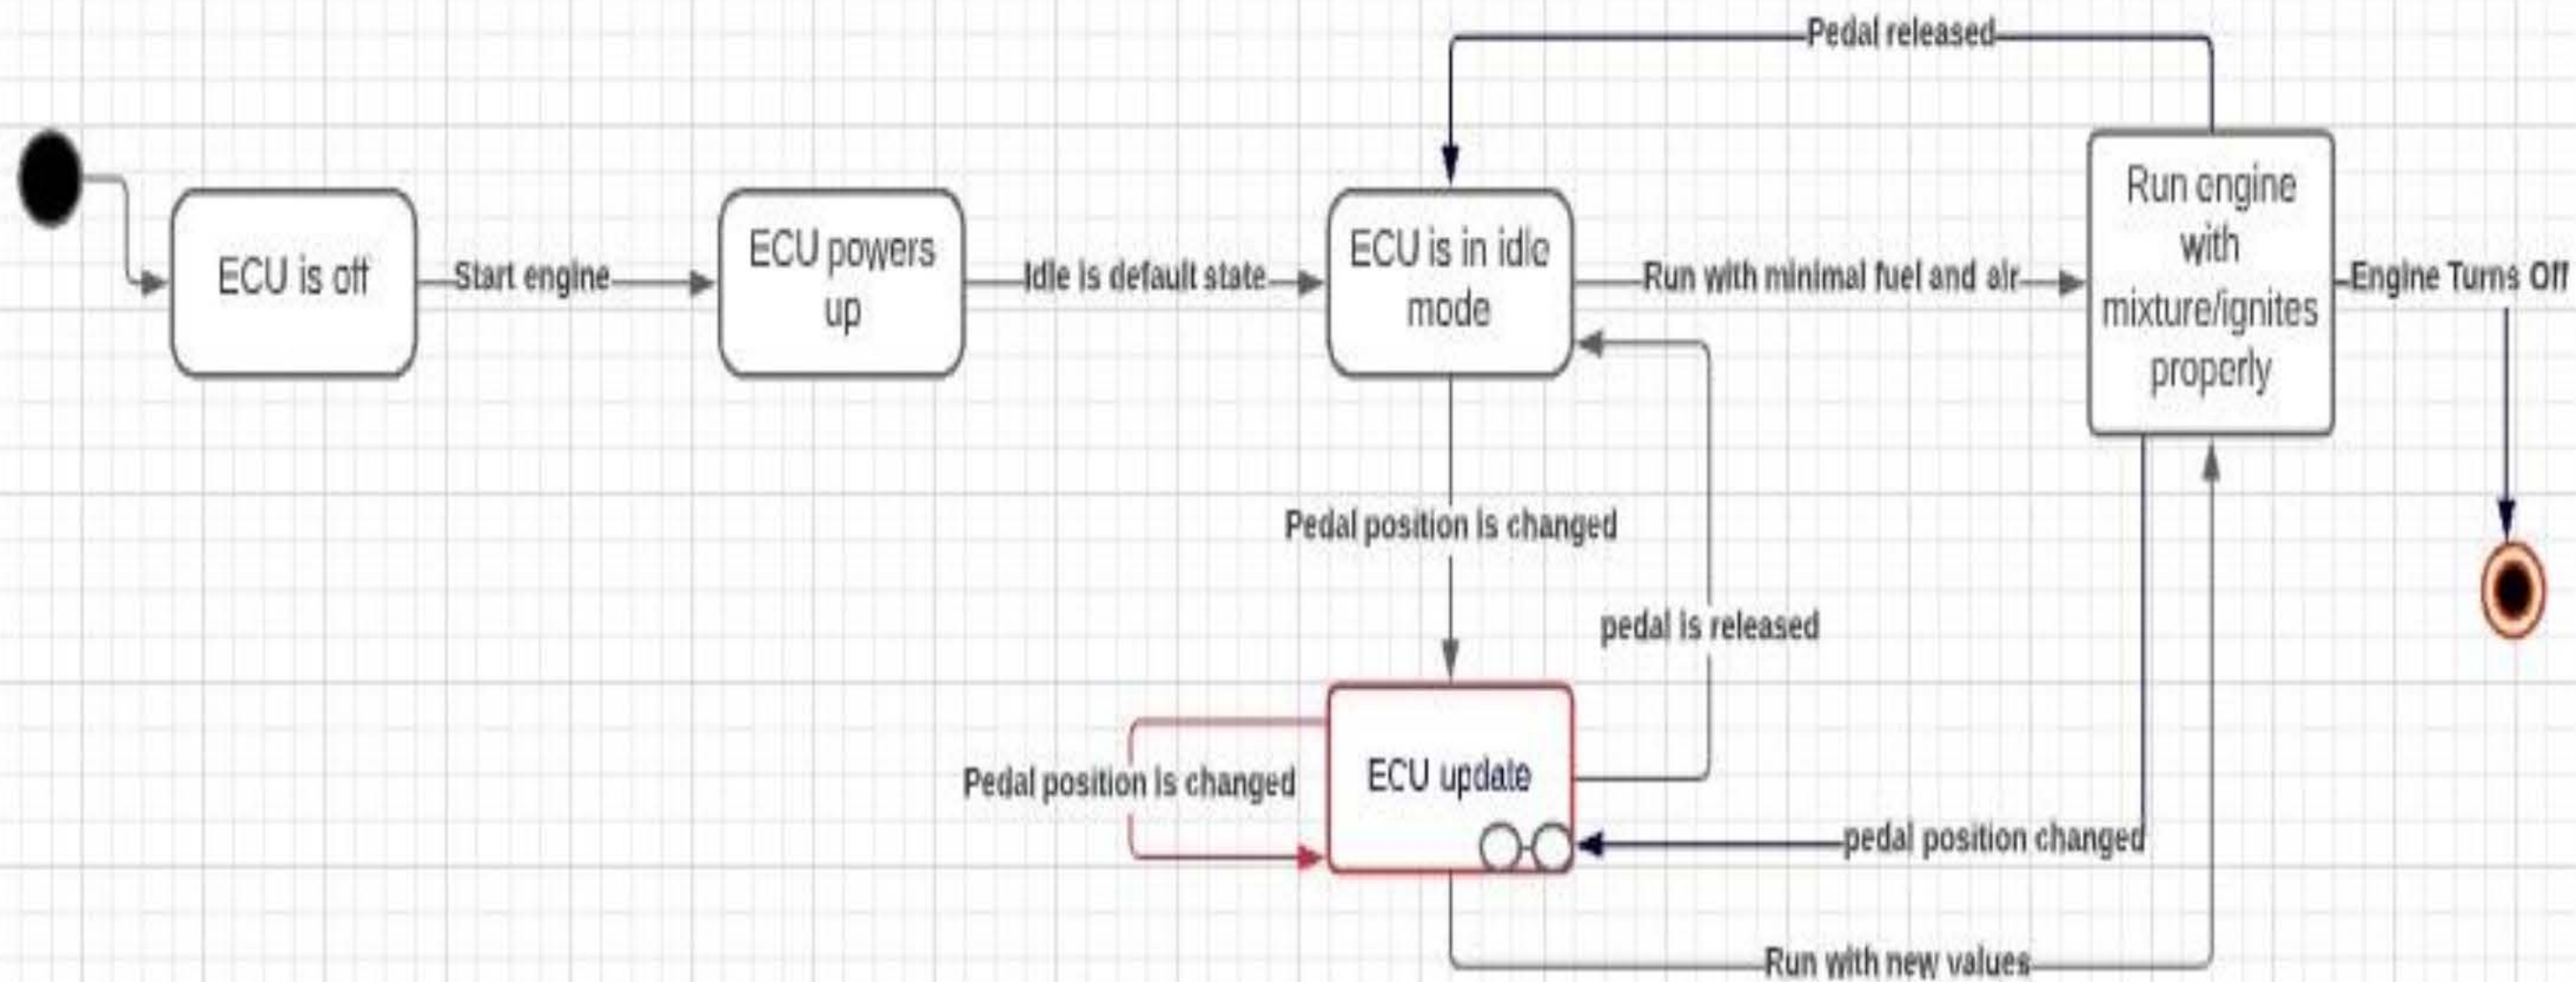 Pedal released
ECU is off
Start engine
ECU powers
up
Idle is default state
ECU is in idle
mode
Run with minimal fuel and air
Run engine
with
mixture/ignites
properly
Engine Turns Off
Pedal position is changed
pedal is released
Pedal position is changed
ECU update
pedal position changed
Run with new values